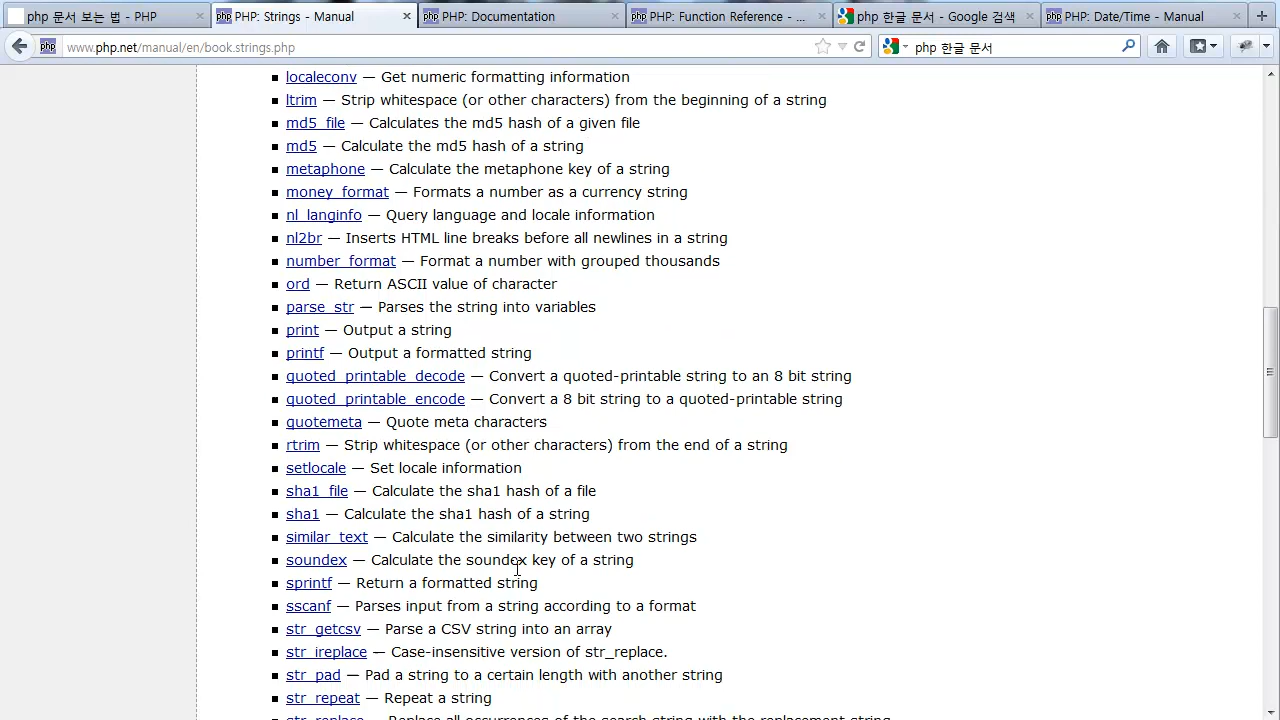 php 문서 보는 법 - PHP
PHP: Strings - Manual
PHP: Documentation
PHP: Function Reference - ...
php 한글 문서 - Google 검색
PHP: Date/Time - Manual
www.php.net/manual/en/book.strings.php
php 한글 문서
localeconv — Get numeric formatting information
ltrim — Strip whitespace (or other characters) from the beginning of a string
md5_file — Calculates the md5 hash of a given file
md5 — Calculate the md5 hash of a string
metaphone — Calculate the metaphone key of a string
money_format — Formats a number as a currency string
nl_langinfo — Query language and locale information
nl2br — Inserts HTML line breaks before all newlines in a string
number_format — Format a number with grouped thousands
ord — Return ASCII value of character
parse_str — Parses the string into variables
print — Output a string
printf — Output a formatted string
quoted_printable_decode — Convert a quoted-printable string to an 8 bit string
quoted_printable_encode — Convert a 8 bit string to a quoted-printable string
quotemeta — Quote meta characters
rtrim — Strip whitespace (or other characters) from the end of a string
setlocale — Set locale information
sha1_file — Calculate the sha1 hash of a file
sha1 — Calculate the sha1 hash of a string
similar_text — Calculate the similarity between two strings
soundex — Calculate the soundex key of a string
sprintf — Return a formatted string
sscanf — Parses input from a string according to a format
str_getcsv — Parse a CSV string into an array
str_ireplace — Case-insensitive version of str_replace.
str_pad — Pad a string to a certain length with another string
str_repeat — Repeat a string
str_replace — Replace all occurrences of the search string with the replacement string